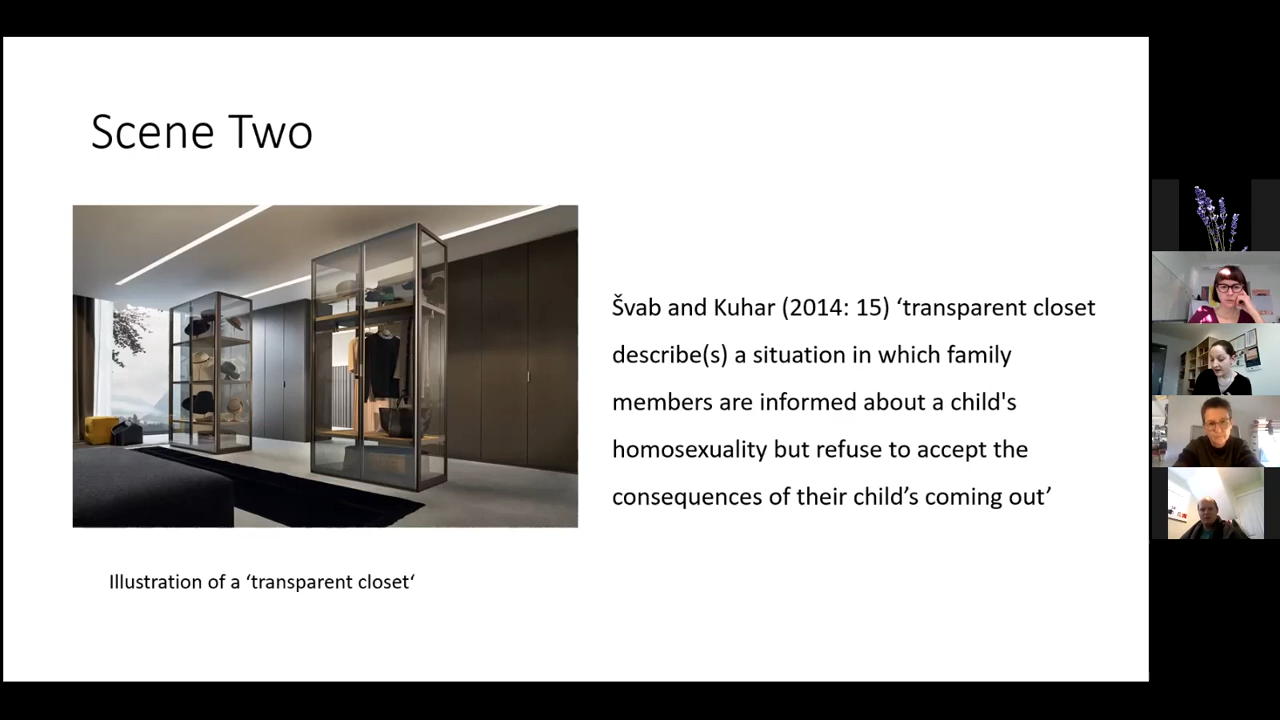 Scene Two
Švab and Kuhar (2014: 15) ‘transparent closet
describe(s) a situation in which family
members are informed about a child's
homosexuality but refuse to accept the
consequences of their child’s coming out’
Illustration of a ‘transparent closet‘